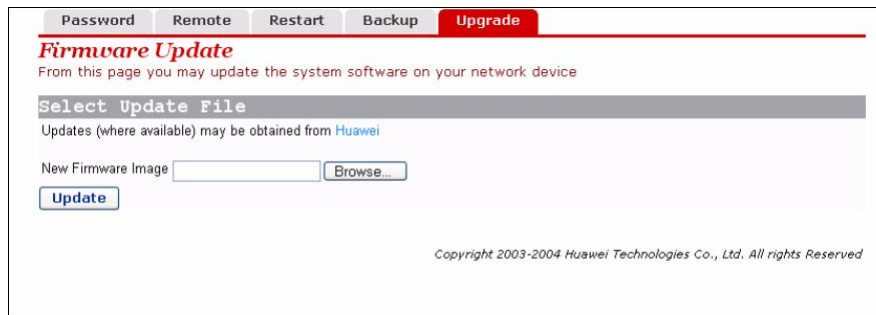 Password Remote Restart Backup Upgrade
Firmware Update
From this page you may update the system software on your network device
Select Update File
Updates (where available) may be obtained from Huawei
New Firmware Image Browse...
Update
Copyright 2003-2004 Huawei Technologies Co., Ltd. All rights Reserved